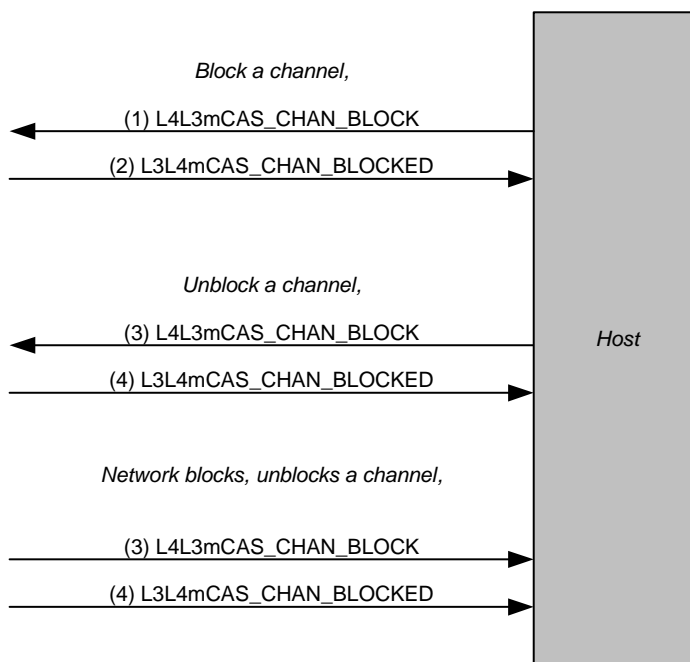 Block a channel,
(1) L4L3mCAS_CHAN_BLOCK
(2) L3L4mCAS_CHAN_BLOCKED
Unblock a channel,
(3) L4L3mCAS_CHAN_BLOCK
Host
(4) L3L4mCAS_CHAN_BLOCKED
Network blocks, unblocks a channel,
(3) L4L3mCAS_CHAN_BLOCK
(4) L3L4mCAS_CHAN_BLOCKED